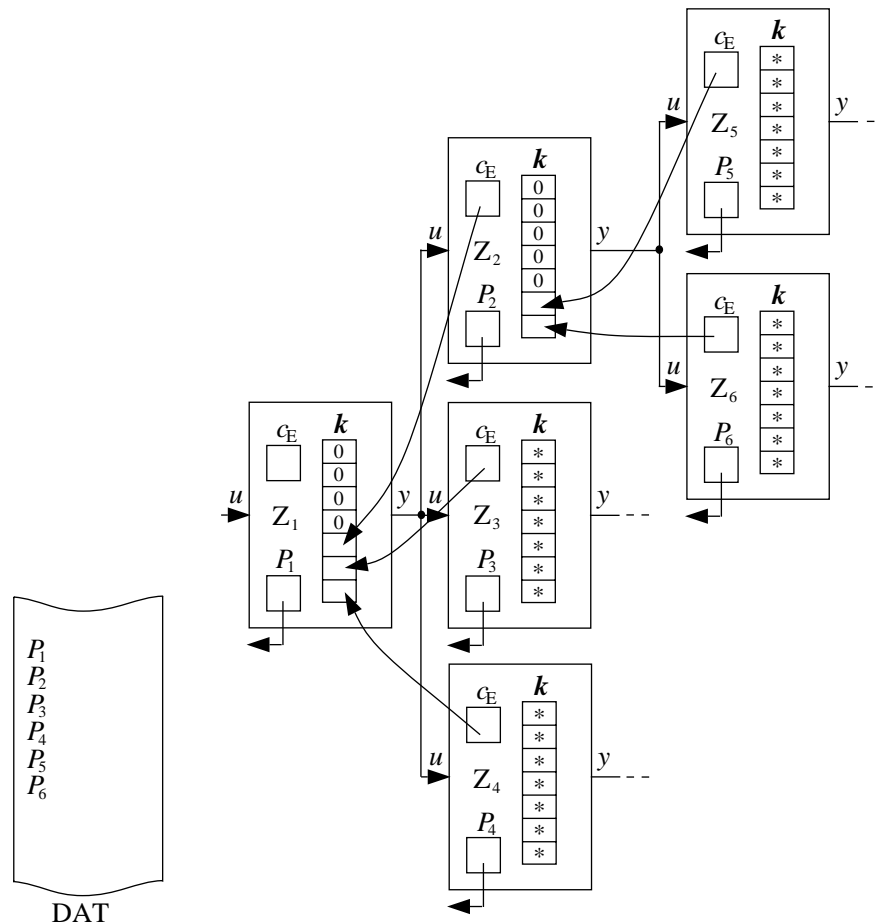 c_E k
*
*
*
*
*
*
*
u Z_5 y
P_5
c_E k
0
0
0
0
0
u Z_2 y
P_2
c_E k
*
*
*
*
*
*
*
u Z_6 y
P_6
c_E k
0
0
0
0
u Z_1 y
P_1
c_E k
*
*
*
*
*
*
*
u Z_3 y
P_3
c_E k
*
*
*
*
*
*
*
u Z_4 y
P_4
P_1
P_2
P_3
P_4
P_5
P_6
DAT